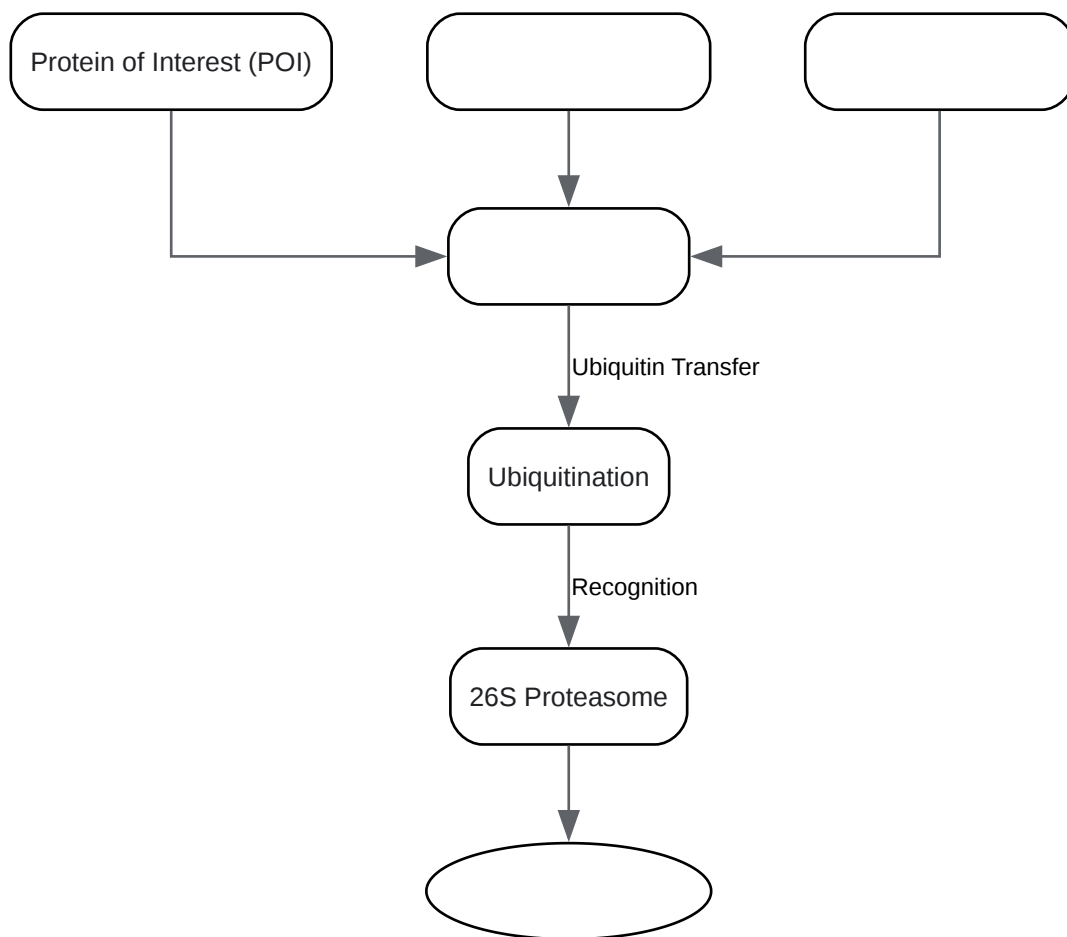 Protein of Interest (POI)
Ubiquitin Transfer
Ubiquitination
Recognition
26S Proteasome